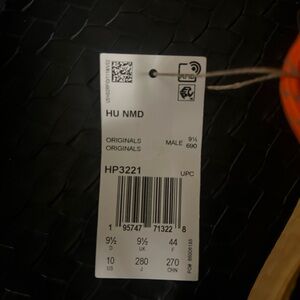 HU NMD
ORIGINALS
ORIGINALS
MALE 9½
690
HP3221
UPC
1 95747 71322 8
9½ 9½ 44
D UK F
10 280 270
US J CHN